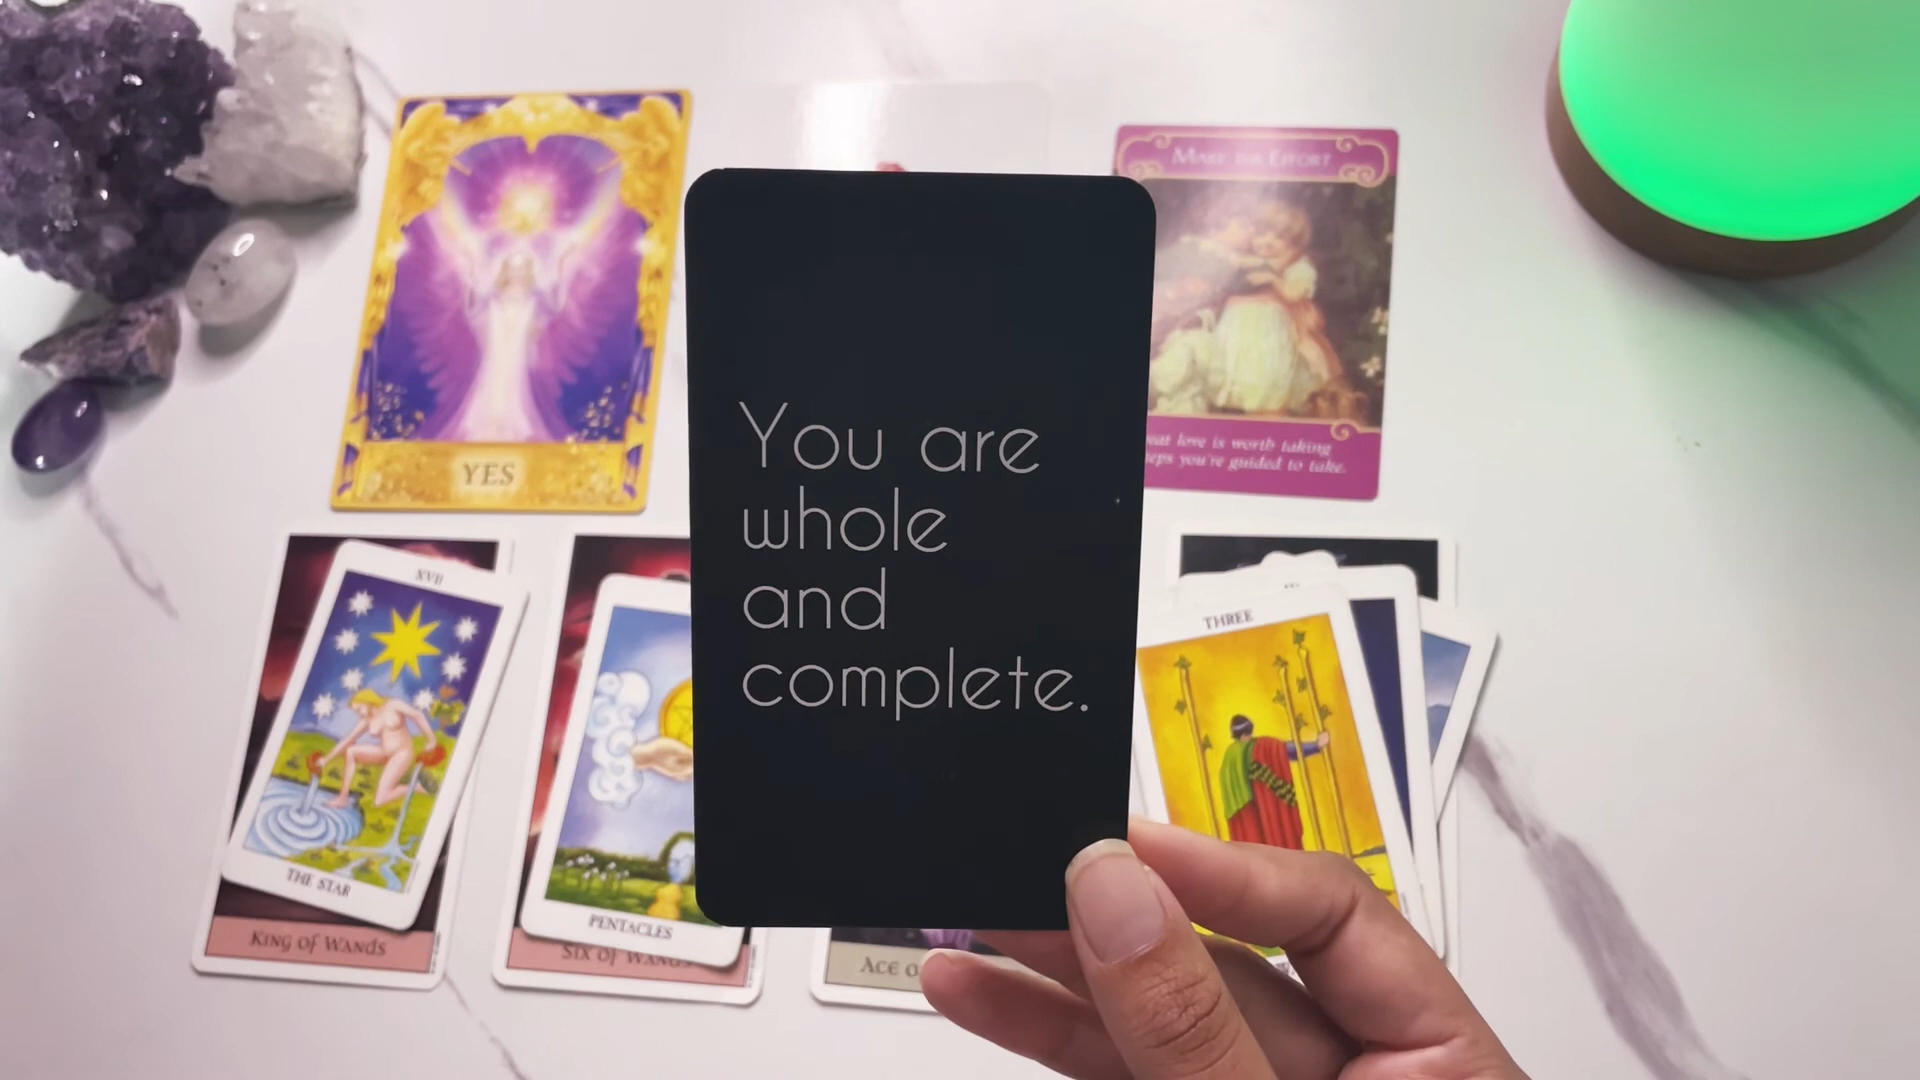 Make the Effort
eat love is worth taking
eps you're guided to take.
YES
You are
whole
and
complete.
XVII
THE STAR
KING OF WANDS
PENTACLES
SIX OF WANDS
ACE O
THREE